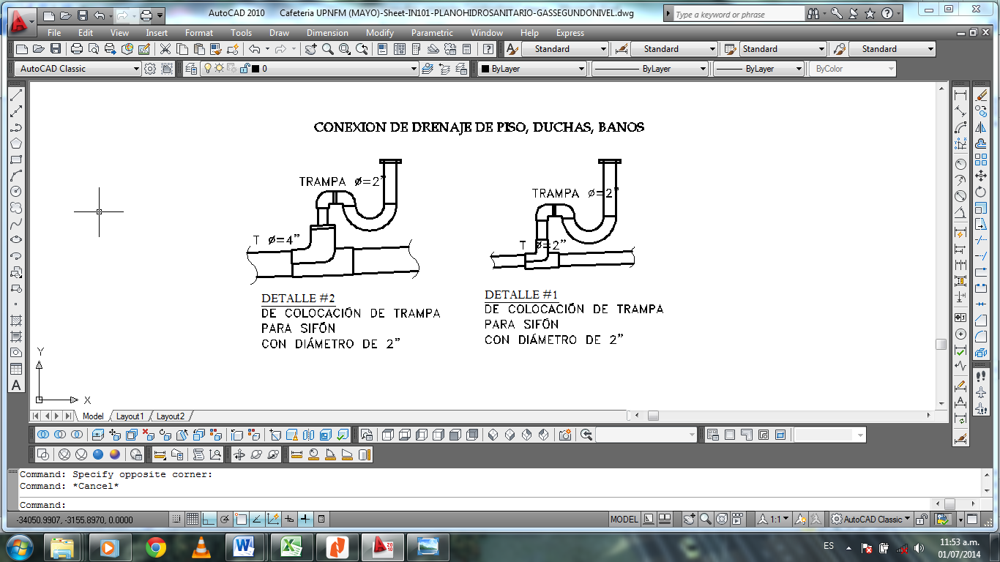 AutoCAD 2010 Cafeteria UPNFM (MAYO)-Sheet-IN101-PLANOHIDROSANITARIO-GASSEGUNDONIVEL.dwg
Type a keyword or phrase
File Edit View Insert Format Tools Draw Dimension Modify Parametric Window Help Express
Standard Standard Standard Standard
AutoCAD Classic 0 ByLayer ByLayer ByLayer ByColor
CONEXION DE DRENAJE DE PISO, DUCHAS, BANOS
TRAMPA ø=2"
T ø=4"
DETALLE #2
DE COLOCACIÓN DE TRAMPA
PARA SIFÓN
CON DIÁMETRO DE 2"
TRAMPA ø=2"
T ø=2"
DETALLE #1
DE COLOCACIÓN DE TRAMPA
PARA SIFÓN
CON DIÁMETRO DE 2"
Y
X
Model Layout1 Layout2
Command: Specify opposite corner:
Command: *Cancel*
Command:
-34050.9907, -3155.8970, 0.0000 MODEL 1:1 AutoCAD Classic
ES 11:53 a.m.
01/07/2014